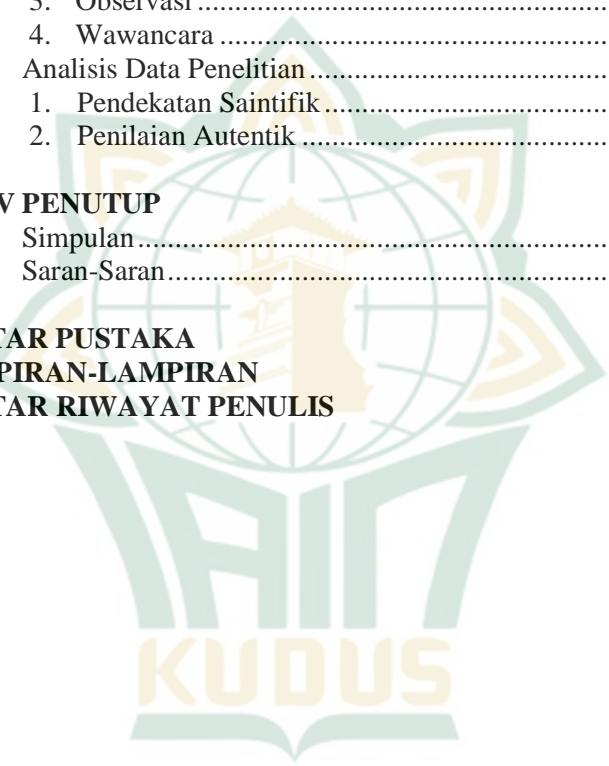 3. Observasi ........................................................
4. Wawancara .....................................................
Analisis Data Penelitian .........................................
1. Pendekatan Saintifik .......................................
2. Penilaian Autentik ..........................................
V PENUTUP
Simpulan ................................................................
Saran-Saran ............................................................
TAR PUSTAKA
PIRAN-LAMPIRAN
TAR RIWAYAT PENULIS
IAIN
KUDUS